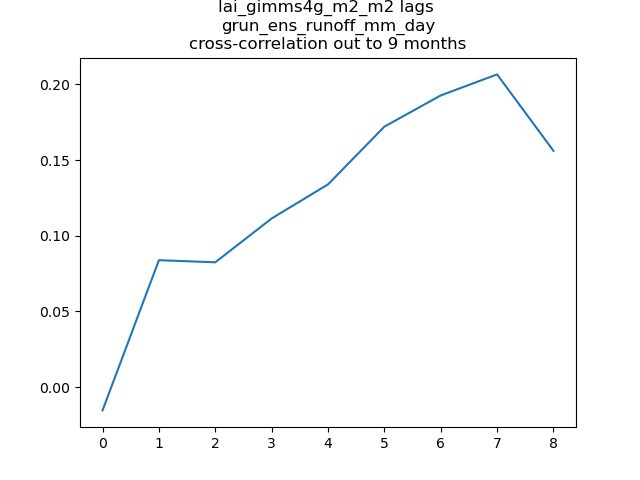 lai_gimms4g_m2_m2 lags
grun_ens_runoff_mm_day
cross-correlation out to 9 months
0.20
0.15
0.10
0.05
0.00
0 1 2 3 4 5 6 7 8